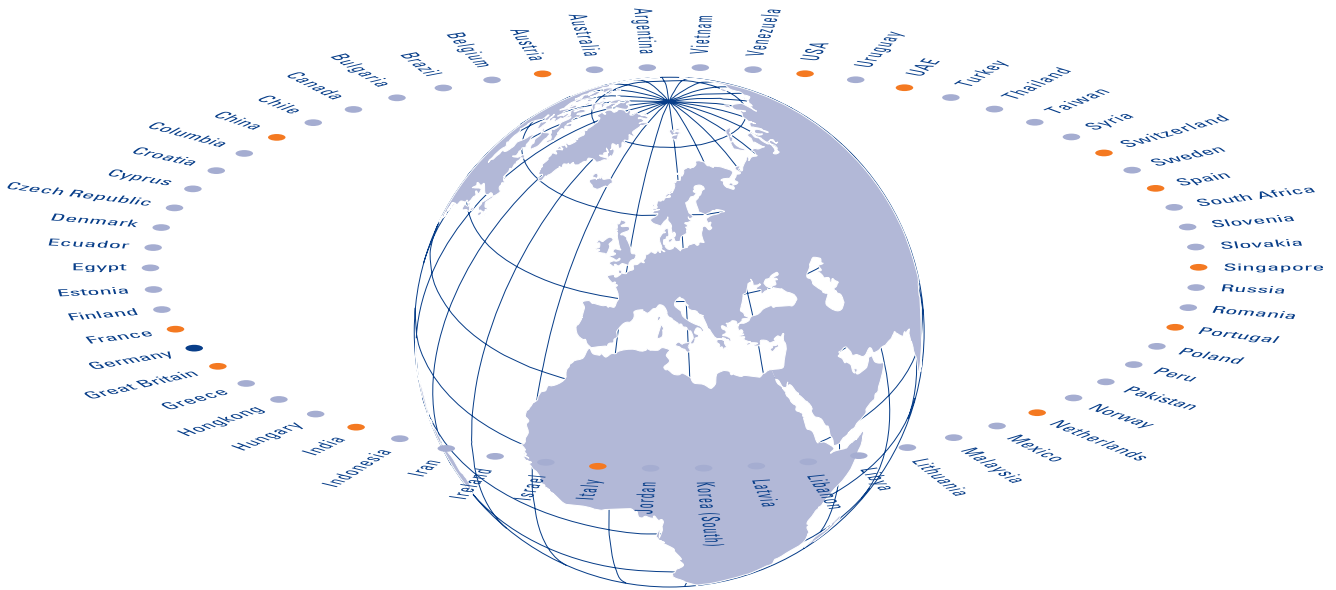 Argentina
Australia
Austria
Belgium
Brazil
Bulgaria
Canada
Chile
China
Columbia
Croatia
Cyprus
Czech Republic
Denmark
Ecuador
Egypt
Estonia
Finland
France
Germany
Great Britain
Greece
Hongkong
Hungary
India
Indonesia
Iran
Ireland
Israel
Italy
Jordan
Korea (South)
Latvia
Libanon
Libya
Lithuania
Malaysia
Mexico
Netherlands
Norway
Pakistan
Peru
Poland
Portugal
Romania
Russia
Singapore
Slovakia
Slovenia
South Africa
Spain
Sweden
Switzerland
Syria
Taiwan
Thailand
Turkey
UAE
Uruguay
USA
Venezuela
Vietnam